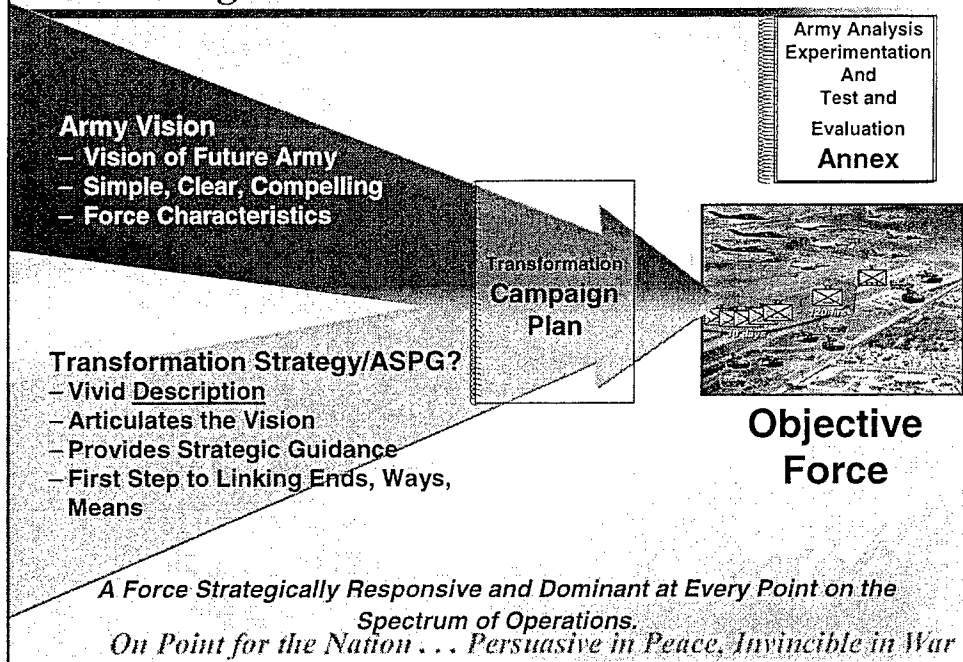 Army Vision
– Vision of Future Army
– Simple, Clear, Compelling
– Force Characteristics
Transformation Strategy/ASPG?
– Vivid Description
– Articulates the Vision
– Provides Strategic Guidance
– First Step to Linking Ends, Ways,
Means
Transformation
Campaign
Plan
Army Analysis
Experimentation
And
Test and
Evaluation
Annex
Objective
Force
A Force Strategically Responsive and Dominant at Every Point on the
Spectrum of Operations.
On Point for the Nation . . . Persuasive in Peace, Invincible in War